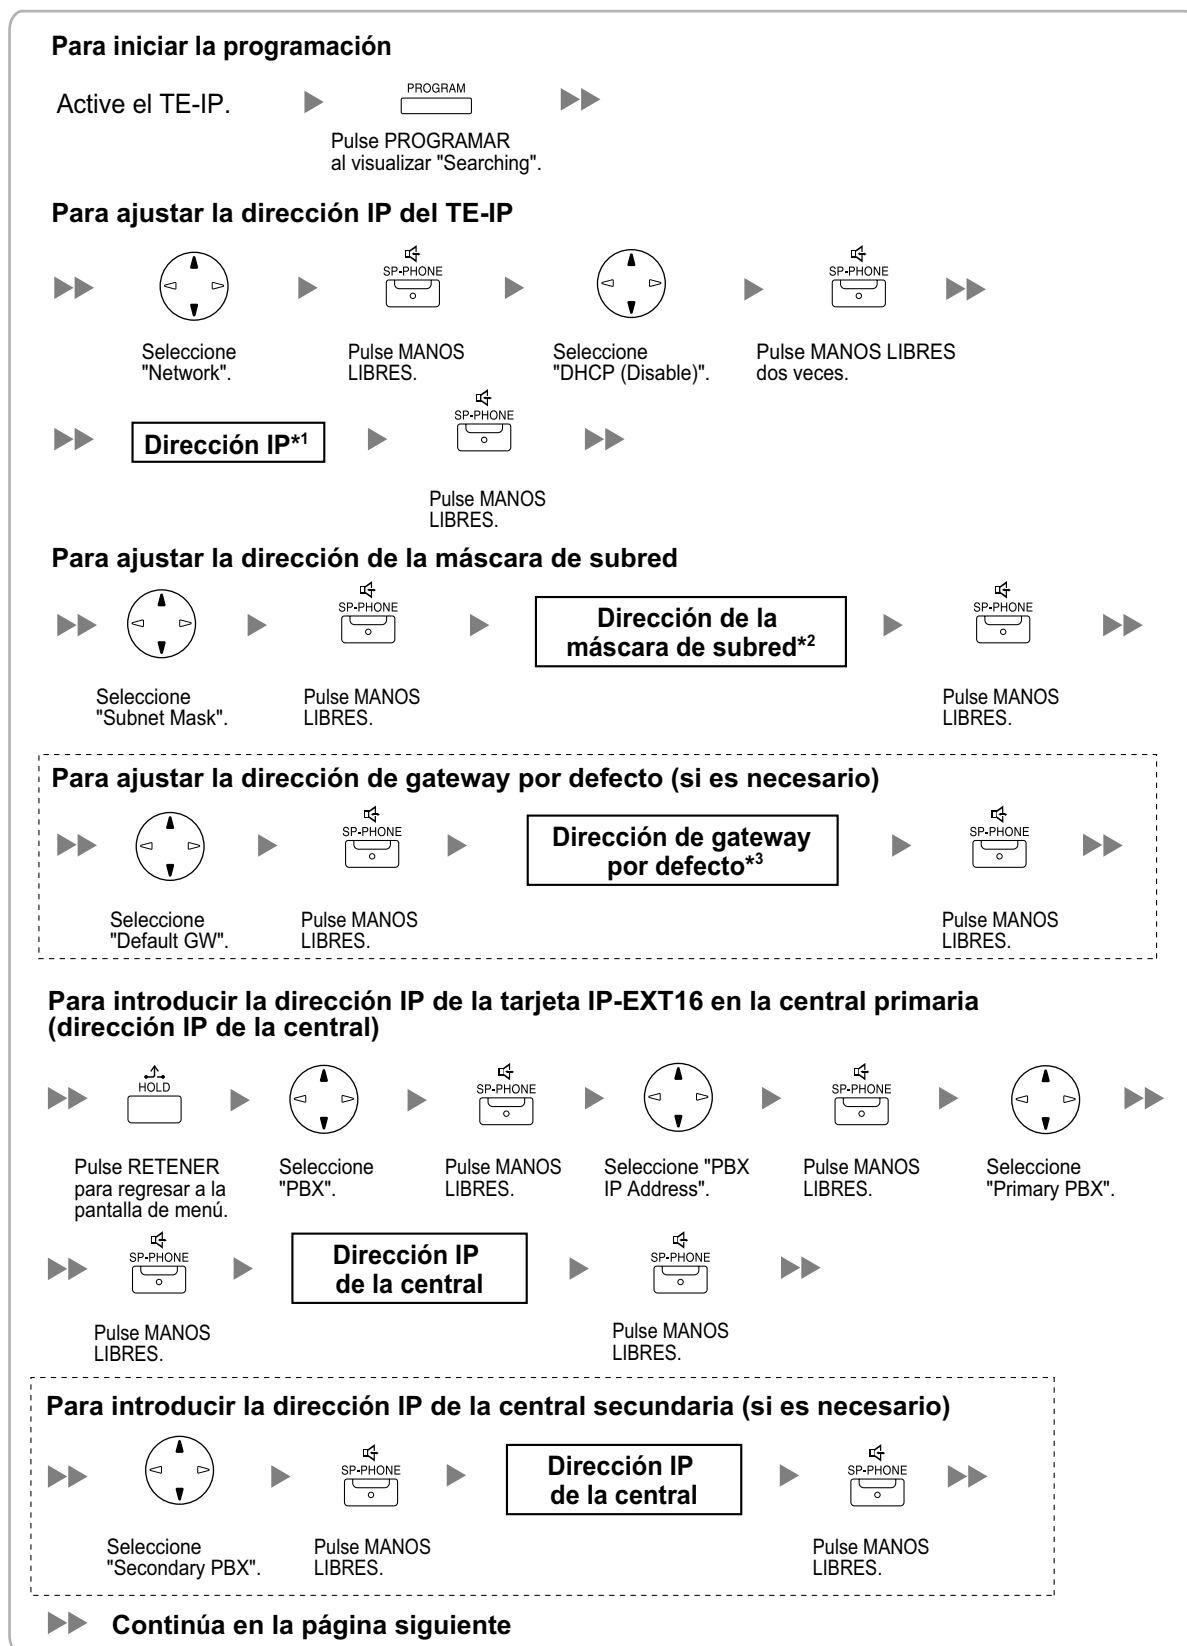 Para iniciar la programación
Active el TE-IP.
PROGRAM
Pulse PROGRAMAR
al visualizar "Searching".
Para ajustar la dirección IP del TE-IP
SP-PHONE
SP-PHONE
Seleccione
"Network".
Pulse MANOS
LIBRES.
Seleccione
"DHCP (Disable)".
Pulse MANOS LIBRES
dos veces.
Dirección IP*1
SP-PHONE
Pulse MANOS
LIBRES.
Para ajustar la dirección de la máscara de subred
SP-PHONE
Dirección de la
máscara de subred*2
SP-PHONE
Seleccione
"Subnet Mask".
Pulse MANOS
LIBRES.
Pulse MANOS
LIBRES.
Para ajustar la dirección de gateway por defecto (si es necesario)
SP-PHONE
Dirección de gateway
por defecto*3
SP-PHONE
Seleccione
"Default GW".
Pulse MANOS
LIBRES.
Pulse MANOS
LIBRES.
Para introducir la dirección IP de la tarjeta IP-EXT16 en la central primaria
(dirección IP de la central)
HOLD
SP-PHONE
SP-PHONE
Pulse RETENER
para regresar a la
pantalla de menú.
Seleccione
"PBX".
Pulse MANOS
LIBRES.
Seleccione "PBX
IP Address".
Pulse MANOS
LIBRES.
Seleccione
"Primary PBX".
SP-PHONE
Dirección IP
de la central
SP-PHONE
Pulse MANOS
LIBRES.
Pulse MANOS
LIBRES.
Para introducir la dirección IP de la central secundaria (si es necesario)
SP-PHONE
Dirección IP
de la central
SP-PHONE
Seleccione
"Secondary PBX".
Pulse MANOS
LIBRES.
Pulse MANOS
LIBRES.
Continúa en la página siguiente